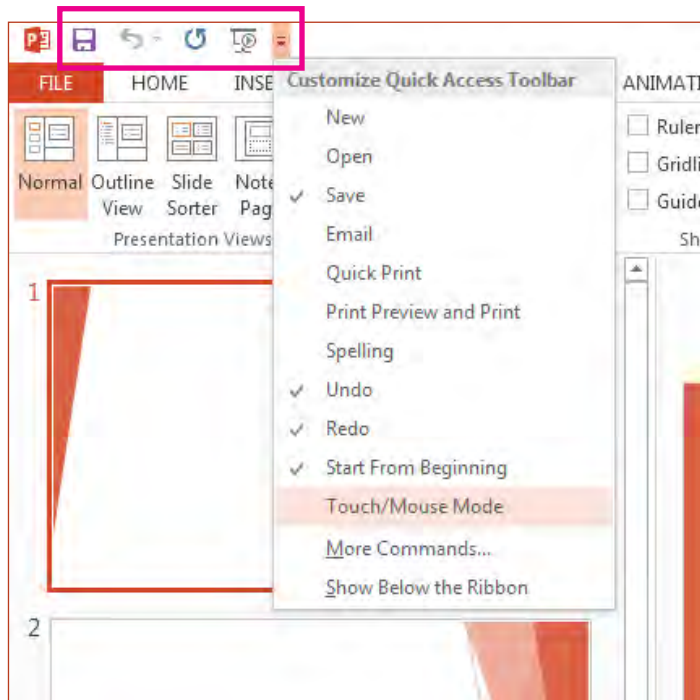 FILE HOME INSE ANIMATI
Customize Quick Access Toolbar
New
Open
Save
Email
Quick Print
Print Preview and Print
Spelling
Undo
Redo
Start From Beginning
Touch/Mouse Mode
More Commands...
Show Below the Ribbon
Normal Outline Slide Note
View Sorter Pag
Presentation Views
Ruler
Gridli
Guide
Sh
1
2